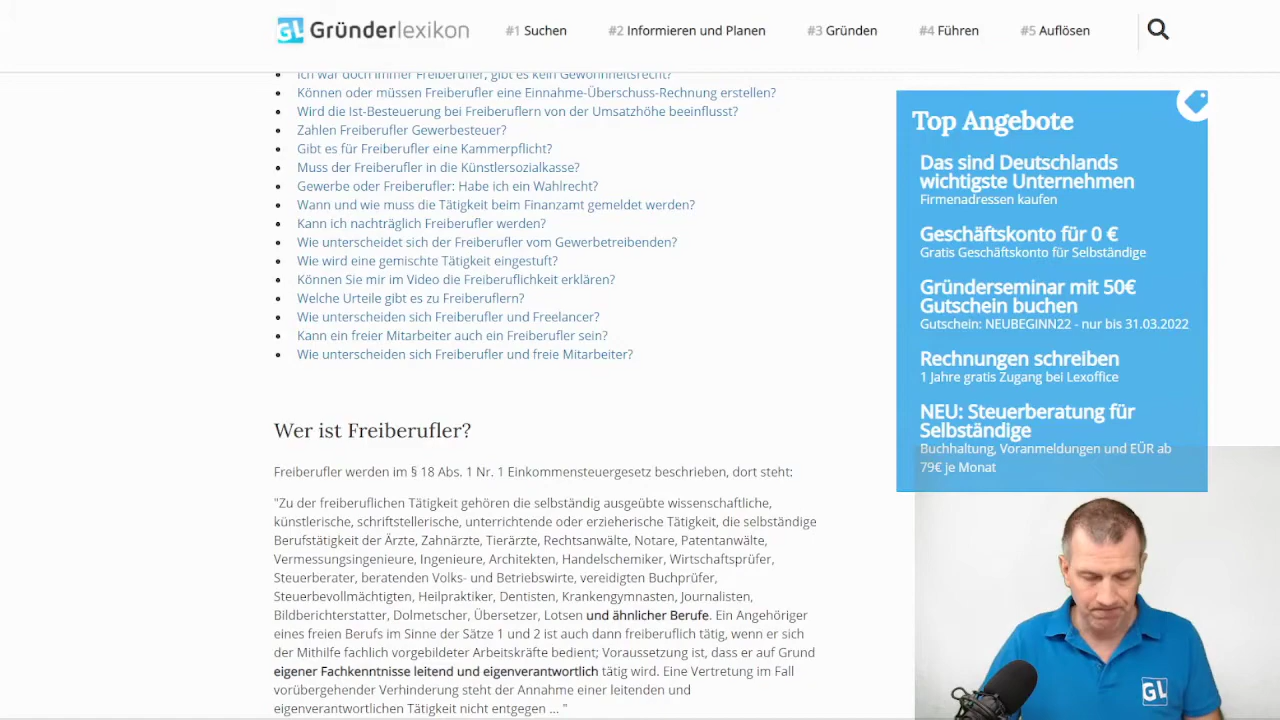 GL Gründerlexikon
#1 Suchen
#2 Informieren und Planen
#3 Gründen
#4 Führen
#5 Auflösen
Ich war doch immer Freiberufler, gibt es kein Gewohnheitsrecht?
Können oder müssen Freiberufler eine Einnahme-Überschuss-Rechnung erstellen?
Wird die Ist-Besteuerung bei Freiberuflern von der Umsatzhöhe beeinflusst?
Zahlen Freiberufler Gewerbesteuer?
Gibt es für Freiberufler eine Kammerpflicht?
Muss der Freiberufler in die Künstlersozialkasse?
Gewerbe oder Freiberufler: Habe ich ein Wahlrecht?
Wann und wie muss die Tätigkeit beim Finanzamt gemeldet werden?
Kann ich nachträglich Freiberufler werden?
Wie unterscheidet sich der Freiberufler vom Gewerbetreibenden?
Wie wird eine gemischte Tätigkeit eingestuft?
Können Sie mir im Video die Freiberuflichkeit erklären?
Welche Urteile gibt es zu Freiberuflern?
Wie unterscheiden sich Freiberufler und Freelancer?
Kann ein freier Mitarbeiter auch ein Freiberufler sein?
Wie unterscheiden sich Freiberufler und freie Mitarbeiter?
Wer ist Freiberufler?
Freiberufler werden im § 18 Abs. 1 Nr. 1 Einkommensteuergesetz beschrieben, dort steht:
"Zu der freiberuflichen Tätigkeit gehören die selbständig ausgeübte wissenschaftliche,
künstlerische, schriftstellerische, unterrichtende oder erzieherische Tätigkeit, die selbständige
Berufstätigkeit der Ärzte, Zahnärzte, Tierärzte, Rechtsanwälte, Notare, Patentanwälte,
Vermessungsingenieure, Ingenieure, Architekten, Handelschemiker, Wirtschaftsprüfer,
Steuerberater, beratenden Volks- und Betriebswirte, vereidigten Buchprüfer,
Steuerbevollmächtigten, Heilpraktiker, Dentisten, Krankengymnasten, Journalisten,
Bildberichterstatter, Dolmetscher, Übersetzer, Lotsen und ähnlicher Berufe. Ein Angehöriger
eines freien Berufs im Sinne der Sätze 1 und 2 ist auch dann freiberuflich tätig, wenn er sich
der Mithilfe fachlich vorgebildeter Arbeitskräfte bedient; Voraussetzung ist, dass er auf Grund
eigener Fachkenntnisse leitend und eigenverantwortlich tätig wird. Eine Vertretung im Fall
vorübergehender Verhinderung steht der Annahme einer leitenden und
eigenverantwortlichen Tätigkeit nicht entgegen ... "
Top Angebote
Das sind Deutschlands
wichtigste Unternehmen
Firmenadressen kaufen
Geschäftskonto für 0 €
Gratis Geschäftskonto für Selbständige
Gründerseminar mit 50€
Gutschein buchen
Gutschein: NEUBEGINN22 - nur bis 31.03.2022
Rechnungen schreiben
1 Jahre gratis Zugang bei Lexoffice
NEU: Steuerberatung für
Selbständige
Buchhaltung, Voranmeldungen und EÜR ab
79€ je Monat
GL